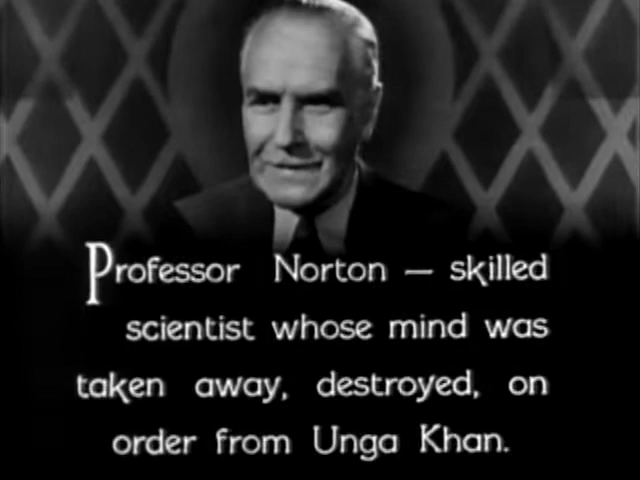 Professor Norton — skilled
scientist whose mind was
taken away, destroyed, on
order from Unga Khan.